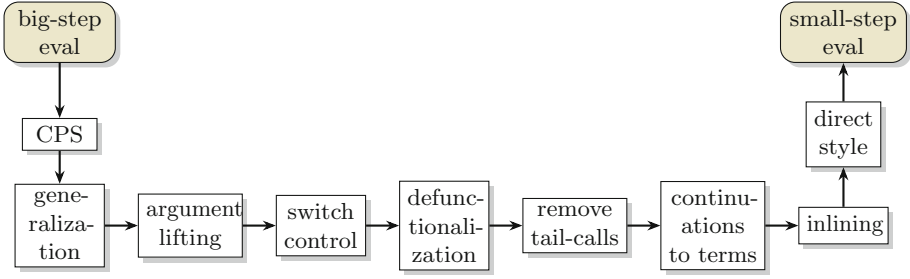 big-step
eval
CPS
gene-
raliza-
tion
argument
lifting
switch
control
defunc-
tionali-
zation
remove
tail-calls
continu-
ations
to terms
inlining
direct
style
small-step
eval